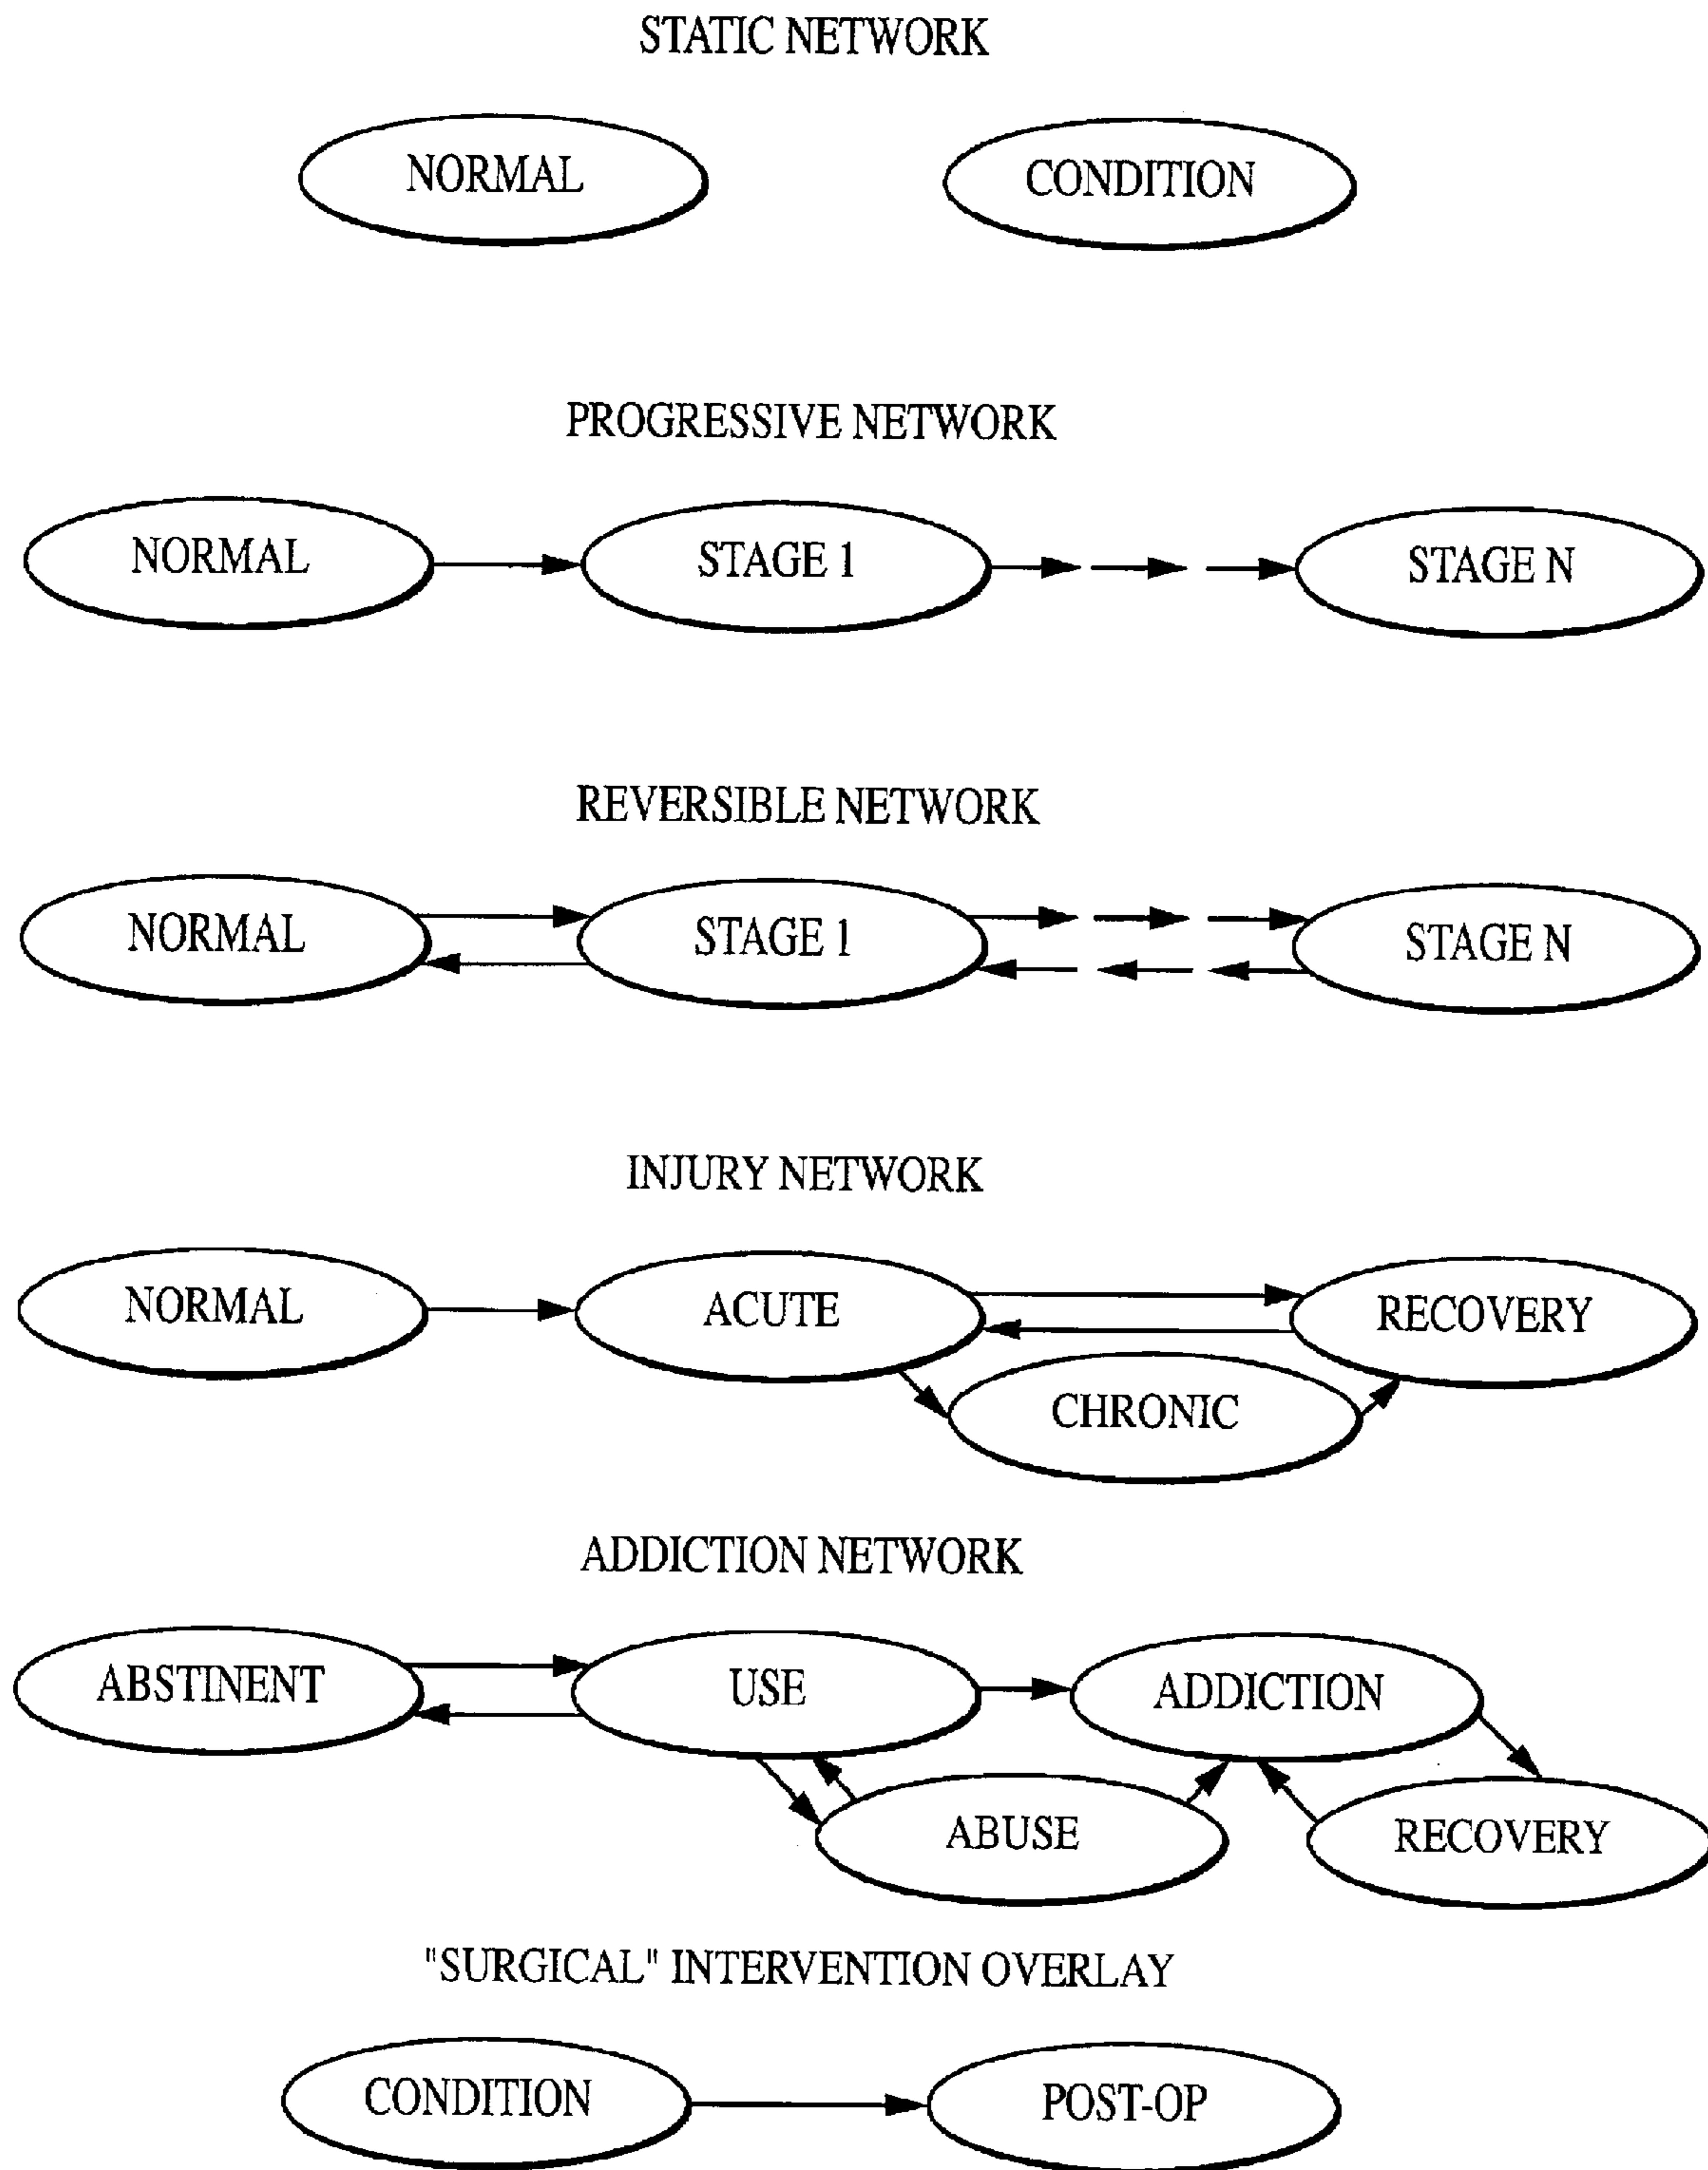 STATIC NETWORK
NORMAL CONDITION
PROGRESSIVE NETWORK
NORMAL STAGE 1 STAGE N
REVERSIBLE NETWORK
NORMAL STAGE 1 STAGE N
INJURY NETWORK
NORMAL ACUTE RECOVERY
CHRONIC
ADDICTION NETWORK
ABSTINENT USE ADDICTION
ABUSE RECOVERY
"SURGICAL" INTERVENTION OVERLAY
CONDITION POST-OP